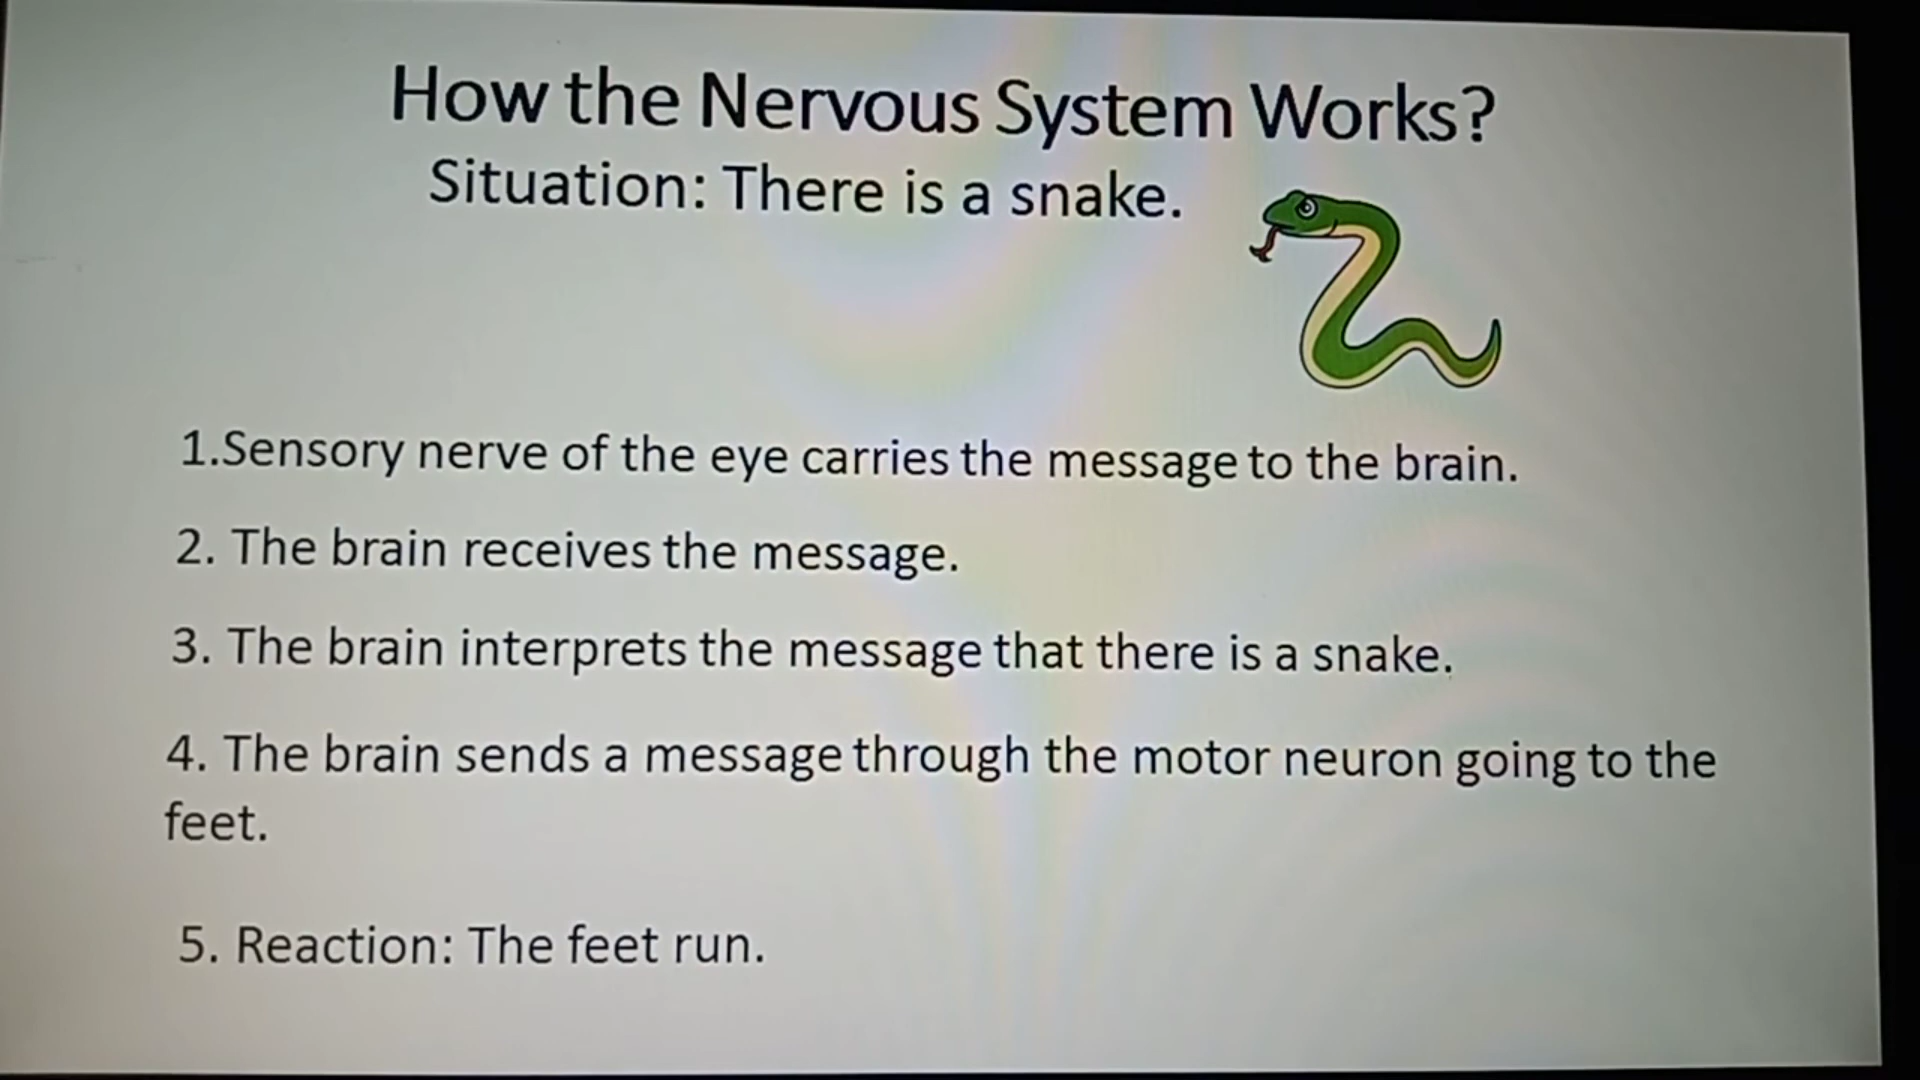 How the Nervous System Works?
Situation: There is a snake.
1.Sensory nerve of the eye carries the message to the brain.
2. The brain receives the message.
3. The brain interprets the message that there is a snake.
4. The brain sends a message through the motor neuron going to the
feet.
5. Reaction: The feet run.